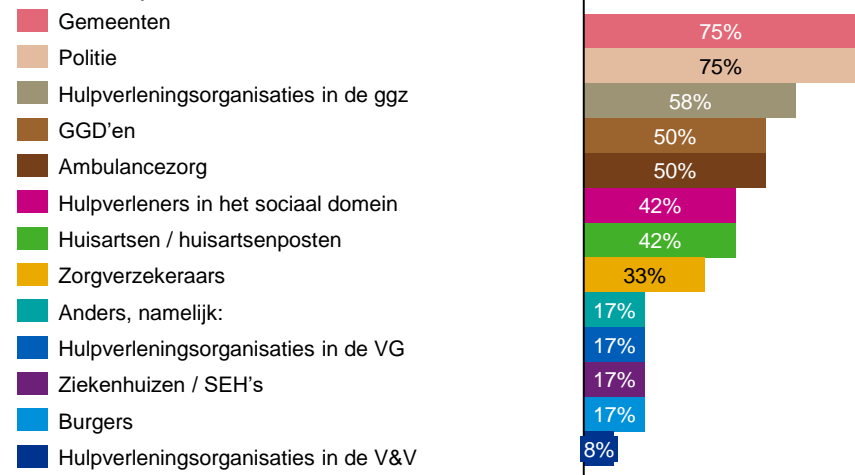 Gemeenten 75%
Politie 75%
Hulpverleningsorganisaties in de ggz 58%
GGD'en 50%
Ambulancezorg 50%
Hulpverleners in het sociaal domein 42%
Huisartsen / huisartsenposten 42%
Zorgverzekeraars 33%
Anders, namelijk: 17%
Hulpverleningsorganisaties in de VG 17%
Ziekenhuizen / SEH's 17%
Burgers 17%
Hulpverleningsorganisaties in de V&V 8%